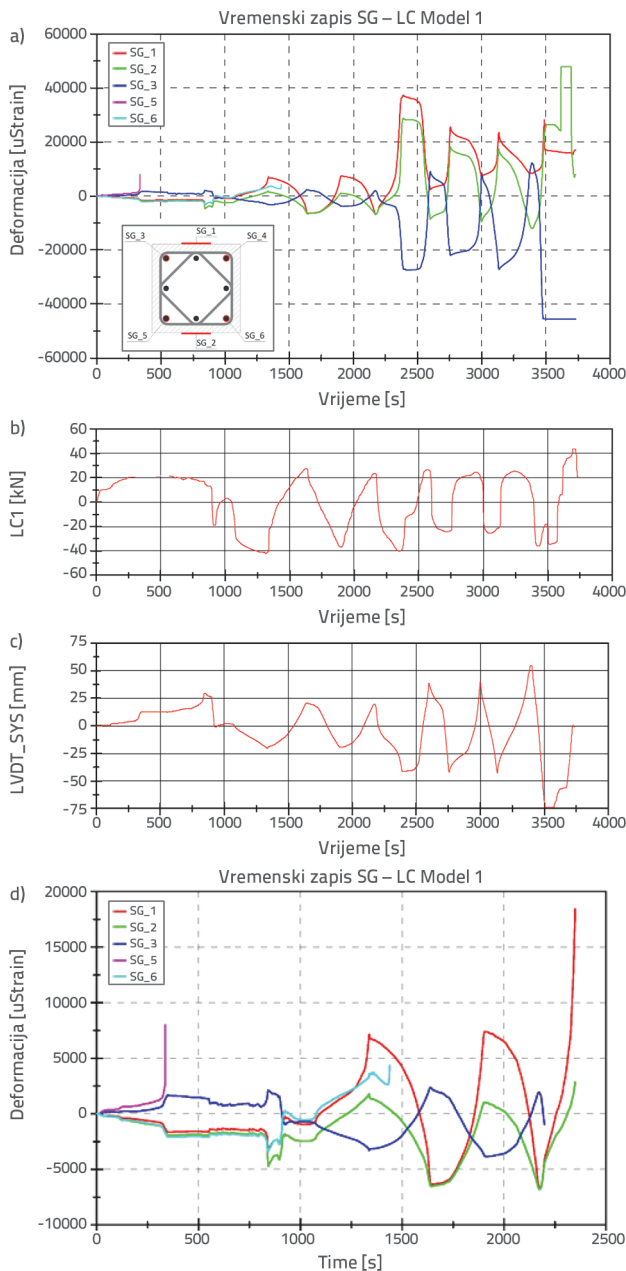 Vremenski zapis SG – LC Model 1
a)
60000
40000
20000
0
-20000
-40000
-60000
Deformacija [uStrain]
SG_1
SG_2
SG_3
SG_5
SG_6
SG_3
SG_1
SG_4
SG_5
SG_2
SG_6
0 500 1000 1500 2000 2500 3000 3500 4000
Vrijeme [s]
b)
60
40
20
0
-20
-40
-60
LC1 [kN]
0 500 1000 1500 2000 2500 3000 3500 4000
Vrijeme [s]
c)
75
50
25
0
-25
-50
-75
LVDT_SYS [mm]
0 500 1000 1500 2000 2500 3000 3500 4000
Vrijeme [s]
Vremenski zapis SG – LC Model 1
d)
20000
15000
10000
5000
0
-5000
-10000
Deformacija [uStrain]
SG_1
SG_2
SG_3
SG_5
SG_6
0 500 1000 1500 2000 2500
Time [s]